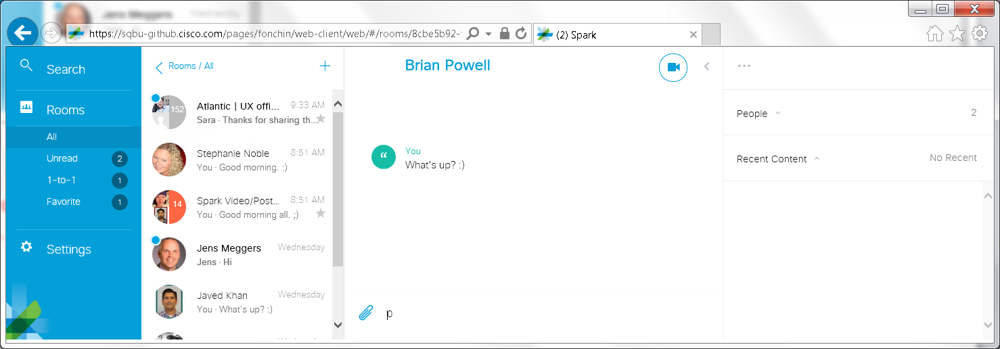 Jens Meggers
Wednesday
https://sqbu-github.cisco.com/pages/fonchin/web-client/web/#/rooms/8cbe5b92-
(2) Spark
Search
Rooms
All
Unread 2
1-to-1 1
Favorite 1
Settings
Rooms / All
152
Atlantic | UX offi... 9:33 AM
Sara · Thanks for sharing th...
Stephanie Noble 8:51 AM
You · Good morning. :)
14
Spark Video/Post... 8:51 AM
You · Good morning all. ;)
Jens Meggers Wednesday
Jens · Hi
Javed Khan Wednesday
You · What's up? :)
Brian Powell
You
What's up? :)
p
People 2
Recent Content No Recent